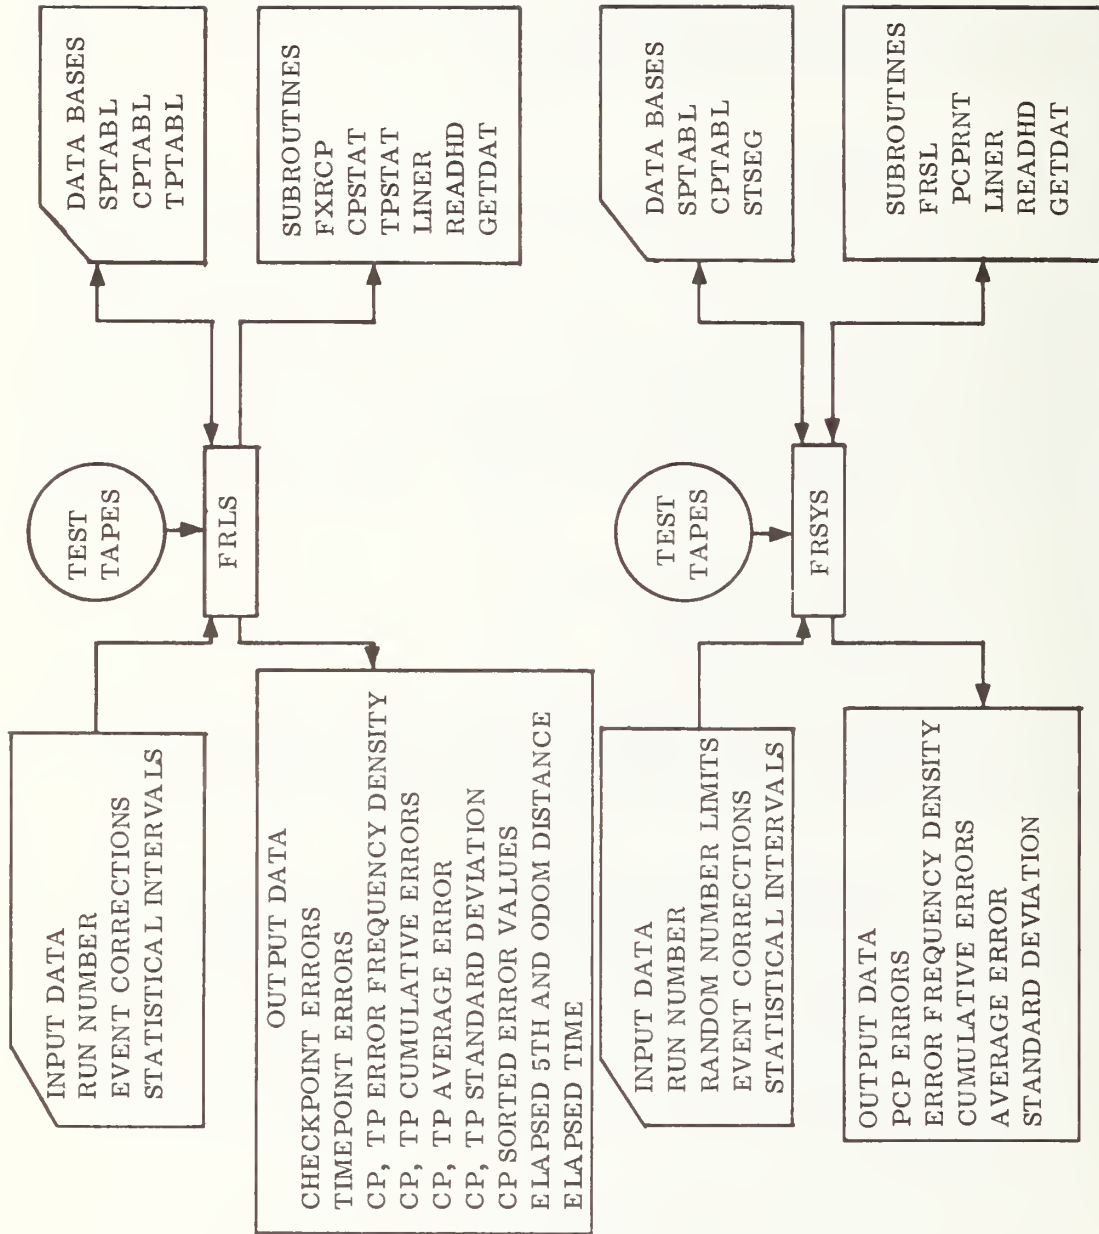 INPUT DATA
RUN NUMBER
EVENT CORRECTIONS
STATISTICAL INTERVALS
TEST
TAPES
FRLS
DATA BASES
SPTABL
CPTABL
TPTABL
OUTPUT DATA
CHECKPOINT ERRORS
TIMEPOINT ERRORS
CP, TP ERROR FREQUENCY DENSITY
CP, TP CUMULATIVE ERRORS
CP, TP AVERAGE ERROR
CP, TP STANDARD DEVIATION
CP SORTED ERROR VALUES
ELAPSED 5TH AND ODOM DISTANCE
ELAPSED TIME
SUBROUTINES
FXRCP
CPSTAT
TPSTAT
LINER
READHD
GETDAT
INPUT DATA
RUN NUMBER
RANDOM NUMBER LIMITS
EVENT CORRECTIONS
STATISTICAL INTERVALS
TEST
TAPES
FRSYS
DATA BASES
SPTABL
CPTABL
STSEG
OUTPUT DATA
PCP ERRORS
ERROR FREQUENCY DENSITY
CUMULATIVE ERRORS
AVERAGE ERROR
STANDARD DEVIATION
SUBROUTINES
FRSL
PCPRNT
LINER
READHD
GETDAT